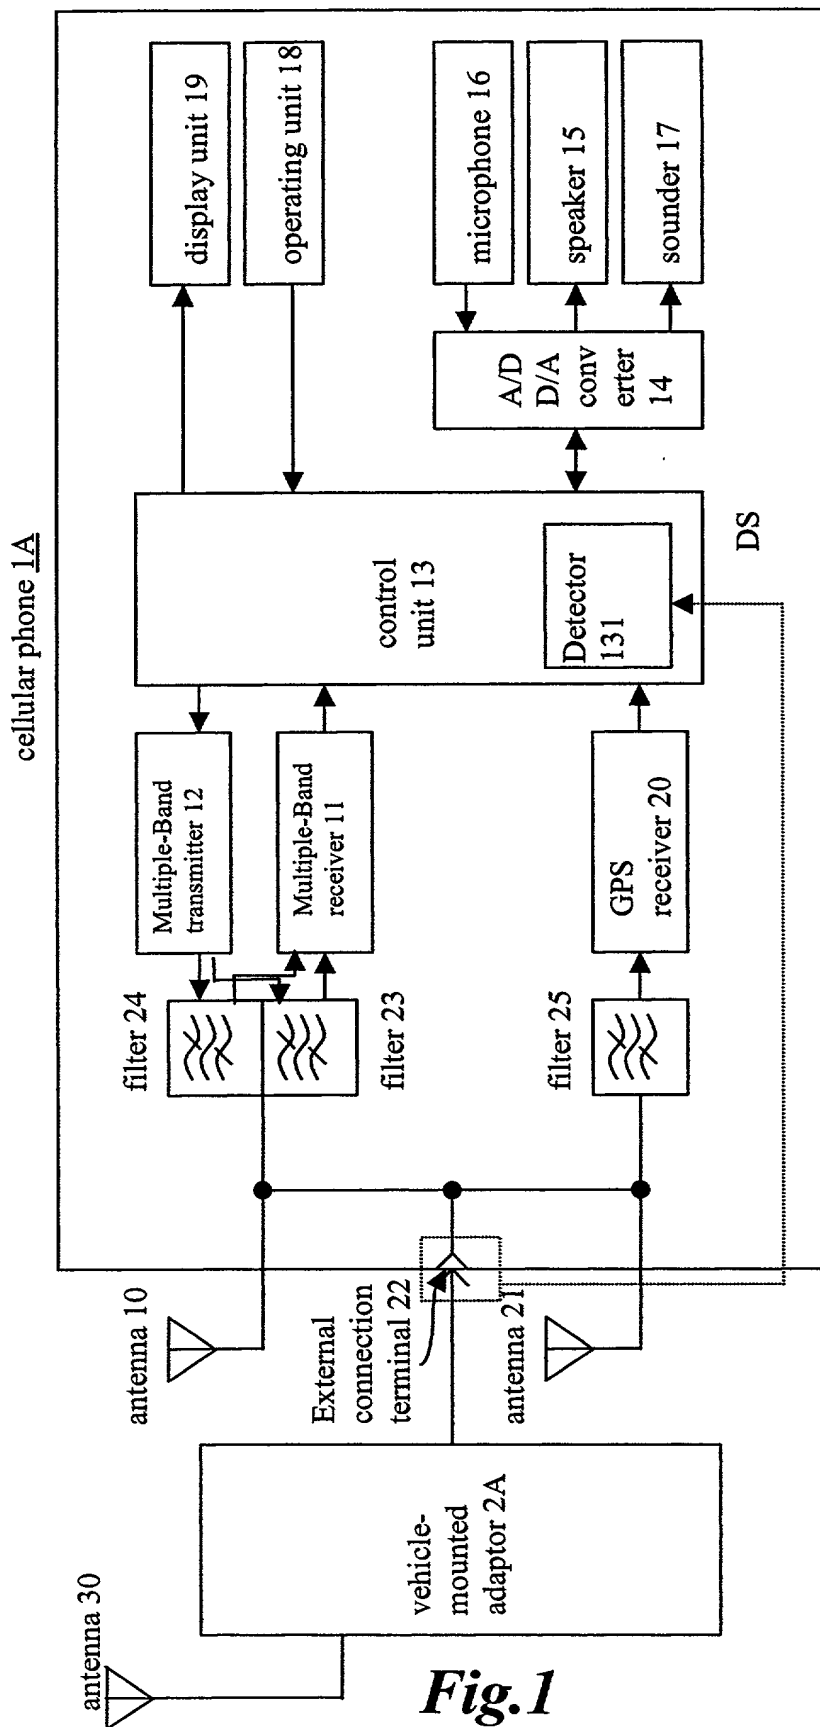 cellular phone 1A
display unit 19
operating unit 18
microphone 16
speaker 15
sounder 17
A/D
D/A
conv
erter
14
control
unit 13
Detector
131
DS
Multiple-Band
transmitter 12
Multiple-Band
receiver 11
GPS
receiver 20
filter 24
filter 23
filter 25
antenna 10
External
connection
terminal 22
antenna 21
vehicle-
mounted
adaptor 2A
antenna 30
Fig.1